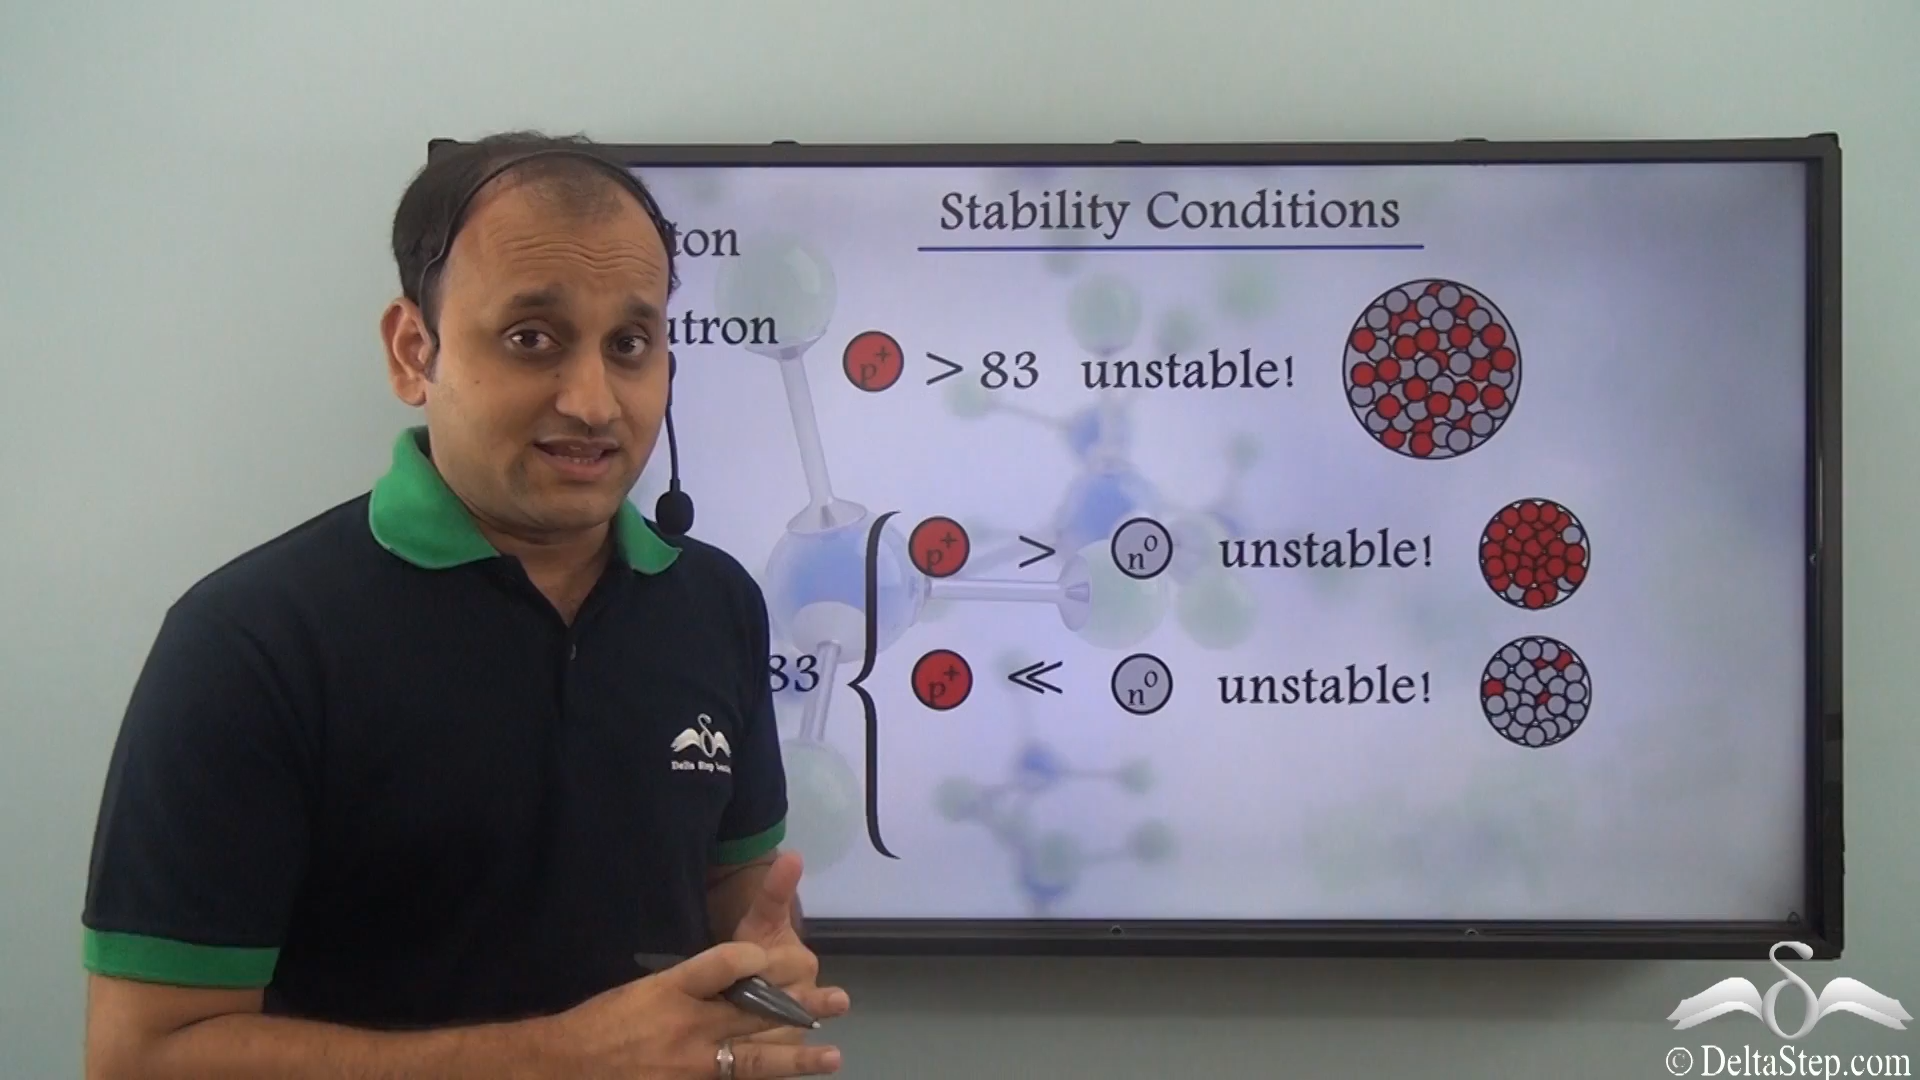 Stability Conditions
ton
utron
p+ > 83 unstable!
p+ > n⁰ unstable!
83
p+ ≪ n⁰ unstable!
© DeltaStep.com